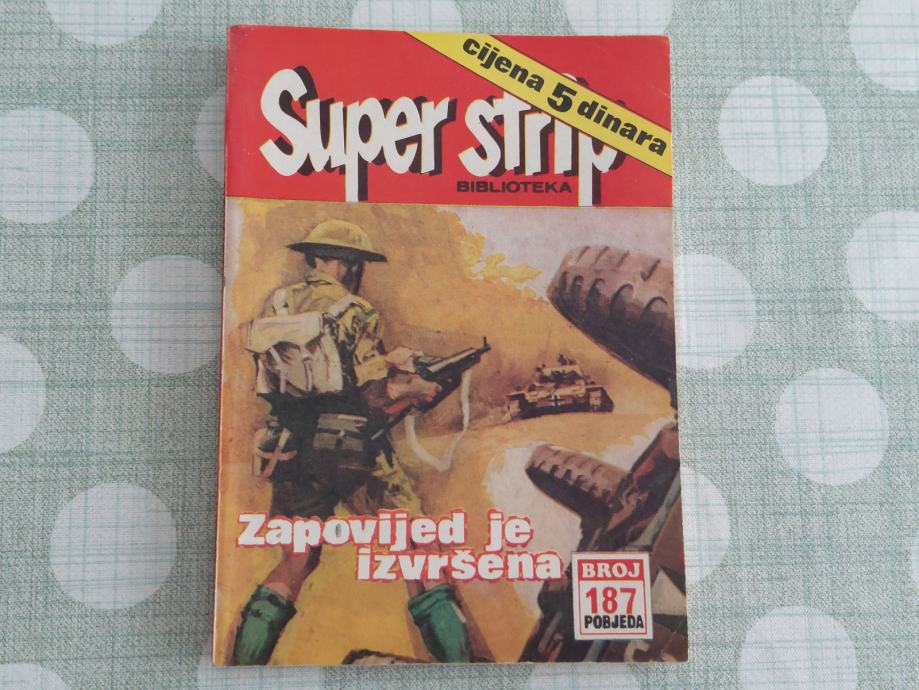 cijena 5 dinara
Super strip
BIBLIOTEKA
Zapovijed je
izvršena
BROJ
187
POBJEDA